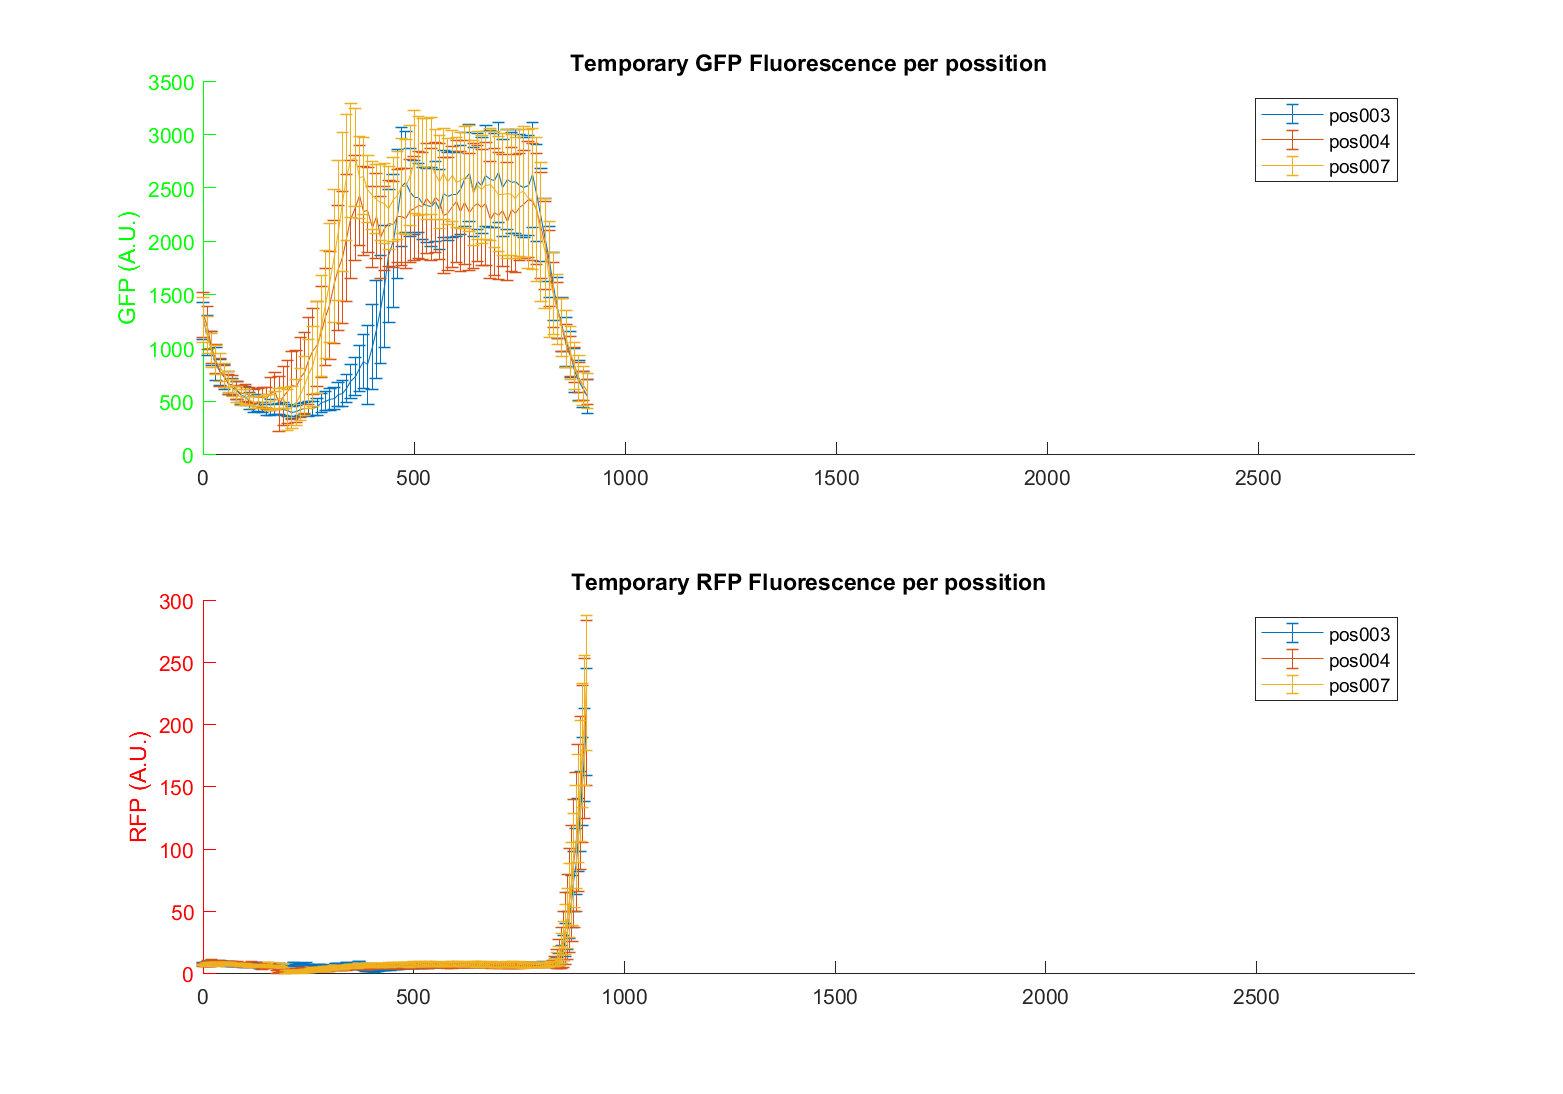 Temporary GFP Fluorescence per possition
3500
3000
2500
2000
1500
1000
500
0
GFP (A.U.)
0 500 1000 1500 2000 2500
pos003
pos004
pos007
Temporary RFP Fluorescence per possition
300
250
200
150
100
50
0
RFP (A.U.)
0 500 1000 1500 2000 2500
pos003
pos004
pos007